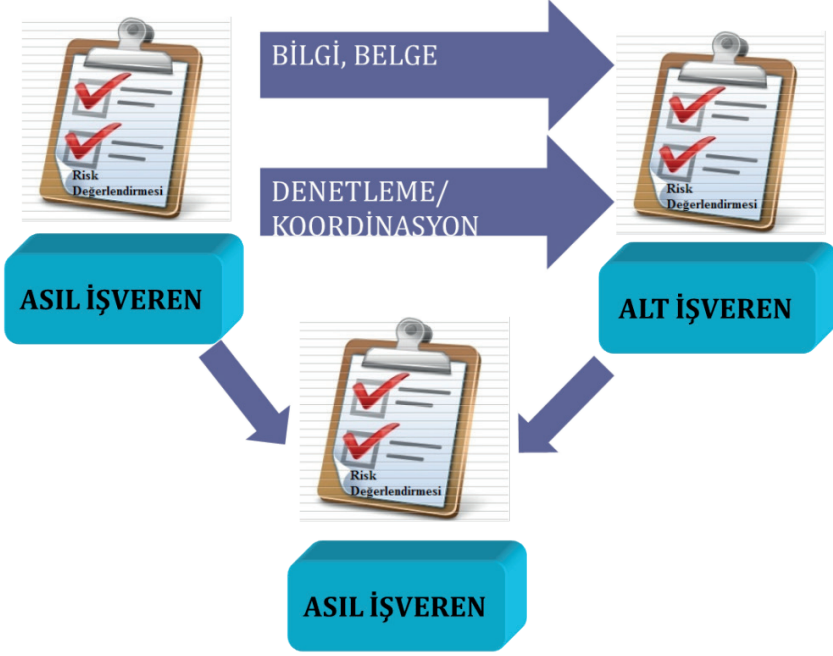 BİLGİ, BELGE
Risk
Değerlendirmesi
Risk
Değerlendirmesi
DENETLEME/
KOORDİNASYON
ASIL İŞVEREN
ALT İŞVEREN
Risk
Değerlendirmesi
ASIL İŞVEREN